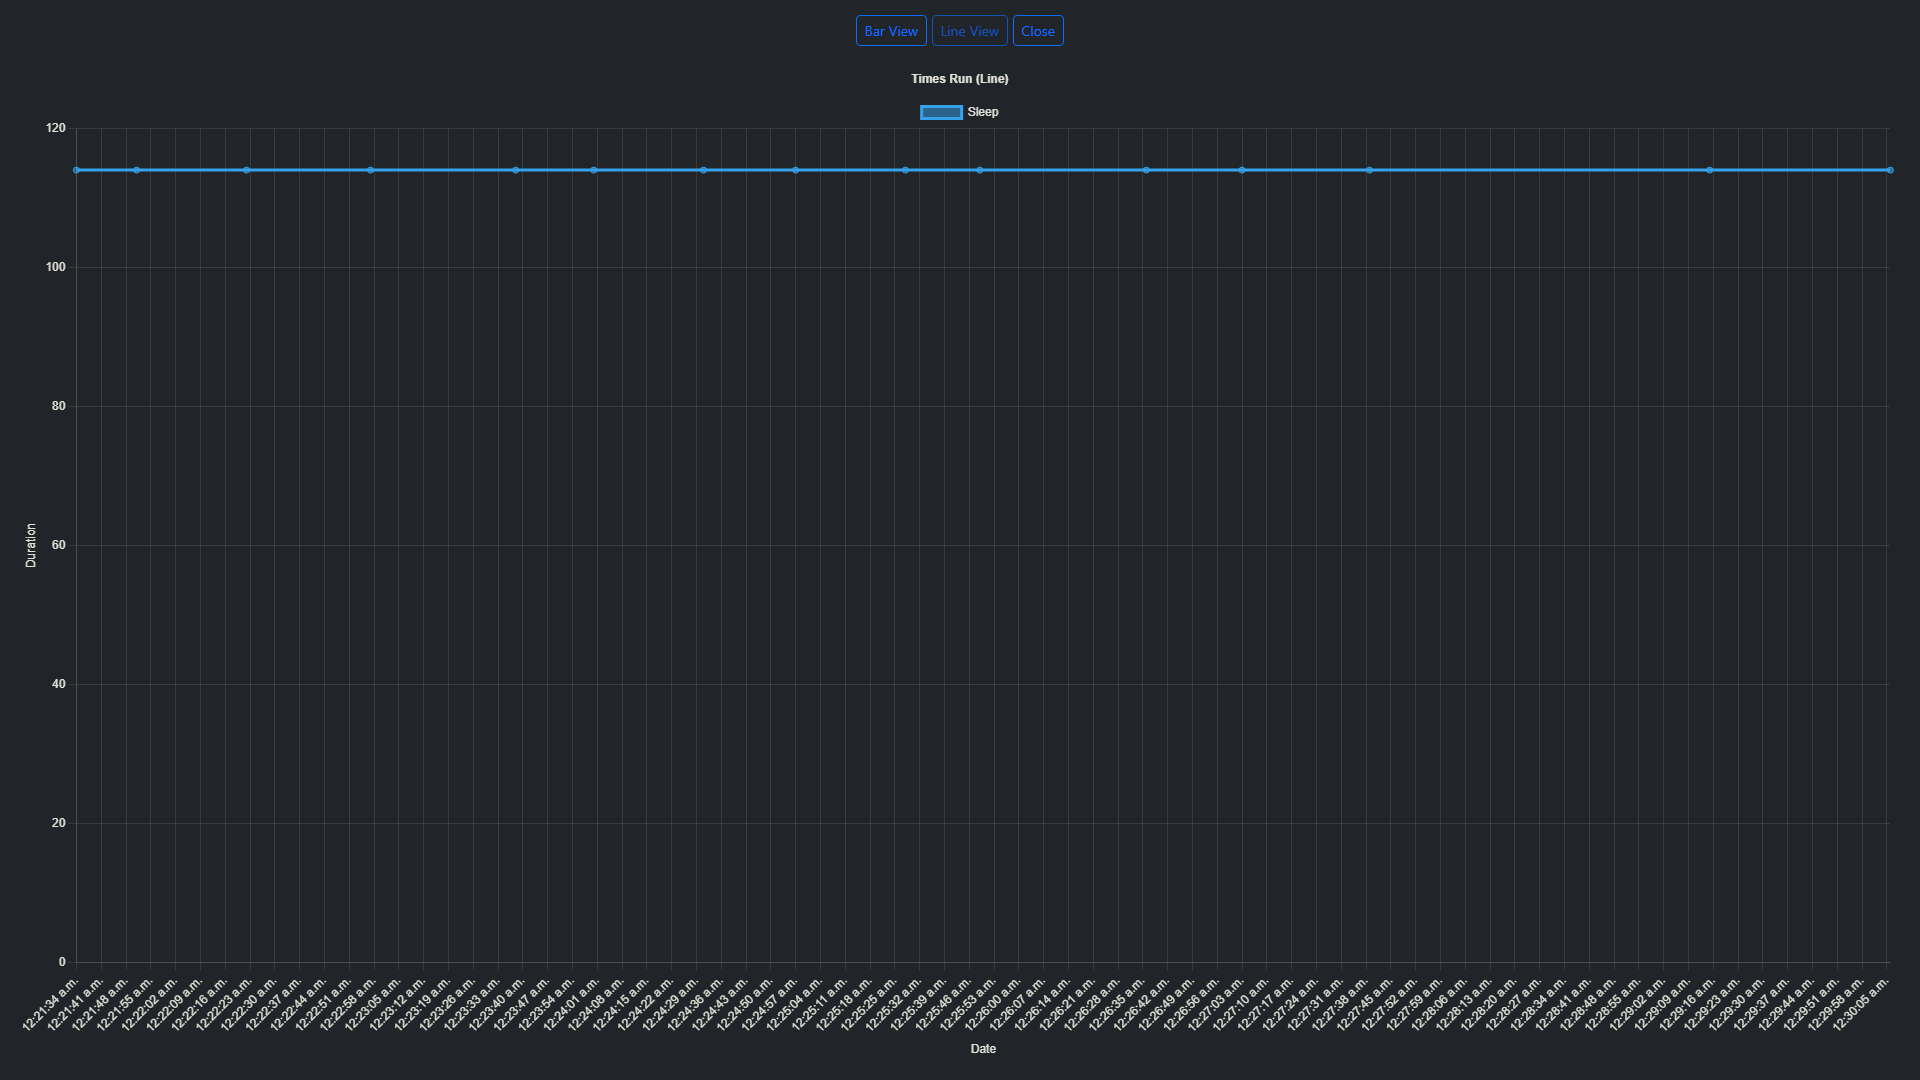 Bar View Line View Close
Times Run (Line)
Sleep
120
100
80
60
40
20
0
Duration
12:21:34 a.m. 12:21:41 a.m. 12:21:48 a.m. 12:21:55 a.m. 12:22:02 a.m. 12:22:09 a.m. 12:22:16 a.m. 12:22:23 a.m. 12:22:30 a.m. 12:22:37 a.m. 12:22:44 a.m. 12:22:51 a.m. 12:22:58 a.m. 12:23:05 a.m. 12:23:12 a.m. 12:23:19 a.m. 12:23:26 a.m. 12:23:33 a.m. 12:23:40 a.m. 12:23:47 a.m. 12:23:54 a.m. 12:24:01 a.m. 12:24:08 a.m. 12:24:15 a.m. 12:24:22 a.m. 12:24:29 a.m. 12:24:36 a.m. 12:24:43 a.m. 12:24:50 a.m. 12:24:57 a.m. 12:25:04 a.m. 12:25:11 a.m. 12:25:18 a.m. 12:25:25 a.m. 12:25:32 a.m. 12:25:39 a.m. 12:25:46 a.m. 12:25:53 a.m. 12:26:00 a.m. 12:26:07 a.m. 12:26:14 a.m. 12:26:21 a.m. 12:26:28 a.m. 12:26:35 a.m. 12:26:42 a.m. 12:26:49 a.m. 12:26:56 a.m. 12:27:03 a.m. 12:27:10 a.m. 12:27:17 a.m. 12:27:24 a.m. 12:27:31 a.m. 12:27:38 a.m. 12:27:45 a.m. 12:27:52 a.m. 12:27:59 a.m. 12:28:06 a.m. 12:28:13 a.m. 12:28:20 a.m. 12:28:27 a.m. 12:28:34 a.m. 12:28:41 a.m. 12:28:48 a.m. 12:28:55 a.m. 12:29:02 a.m. 12:29:09 a.m. 12:29:16 a.m. 12:29:23 a.m. 12:29:30 a.m. 12:29:37 a.m. 12:29:44 a.m. 12:29:51 a.m. 12:29:58 a.m. 12:30:05 a.m.
Date